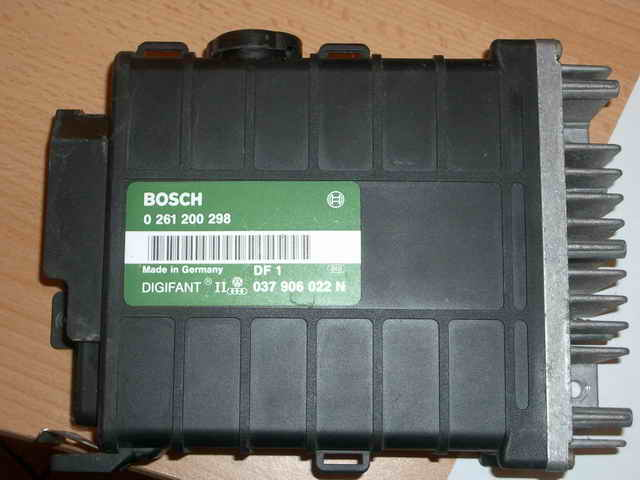 BOSCH
0 261 200 298
Made in Germany DF 1
DIGIFANT ® II 037 906 022 N